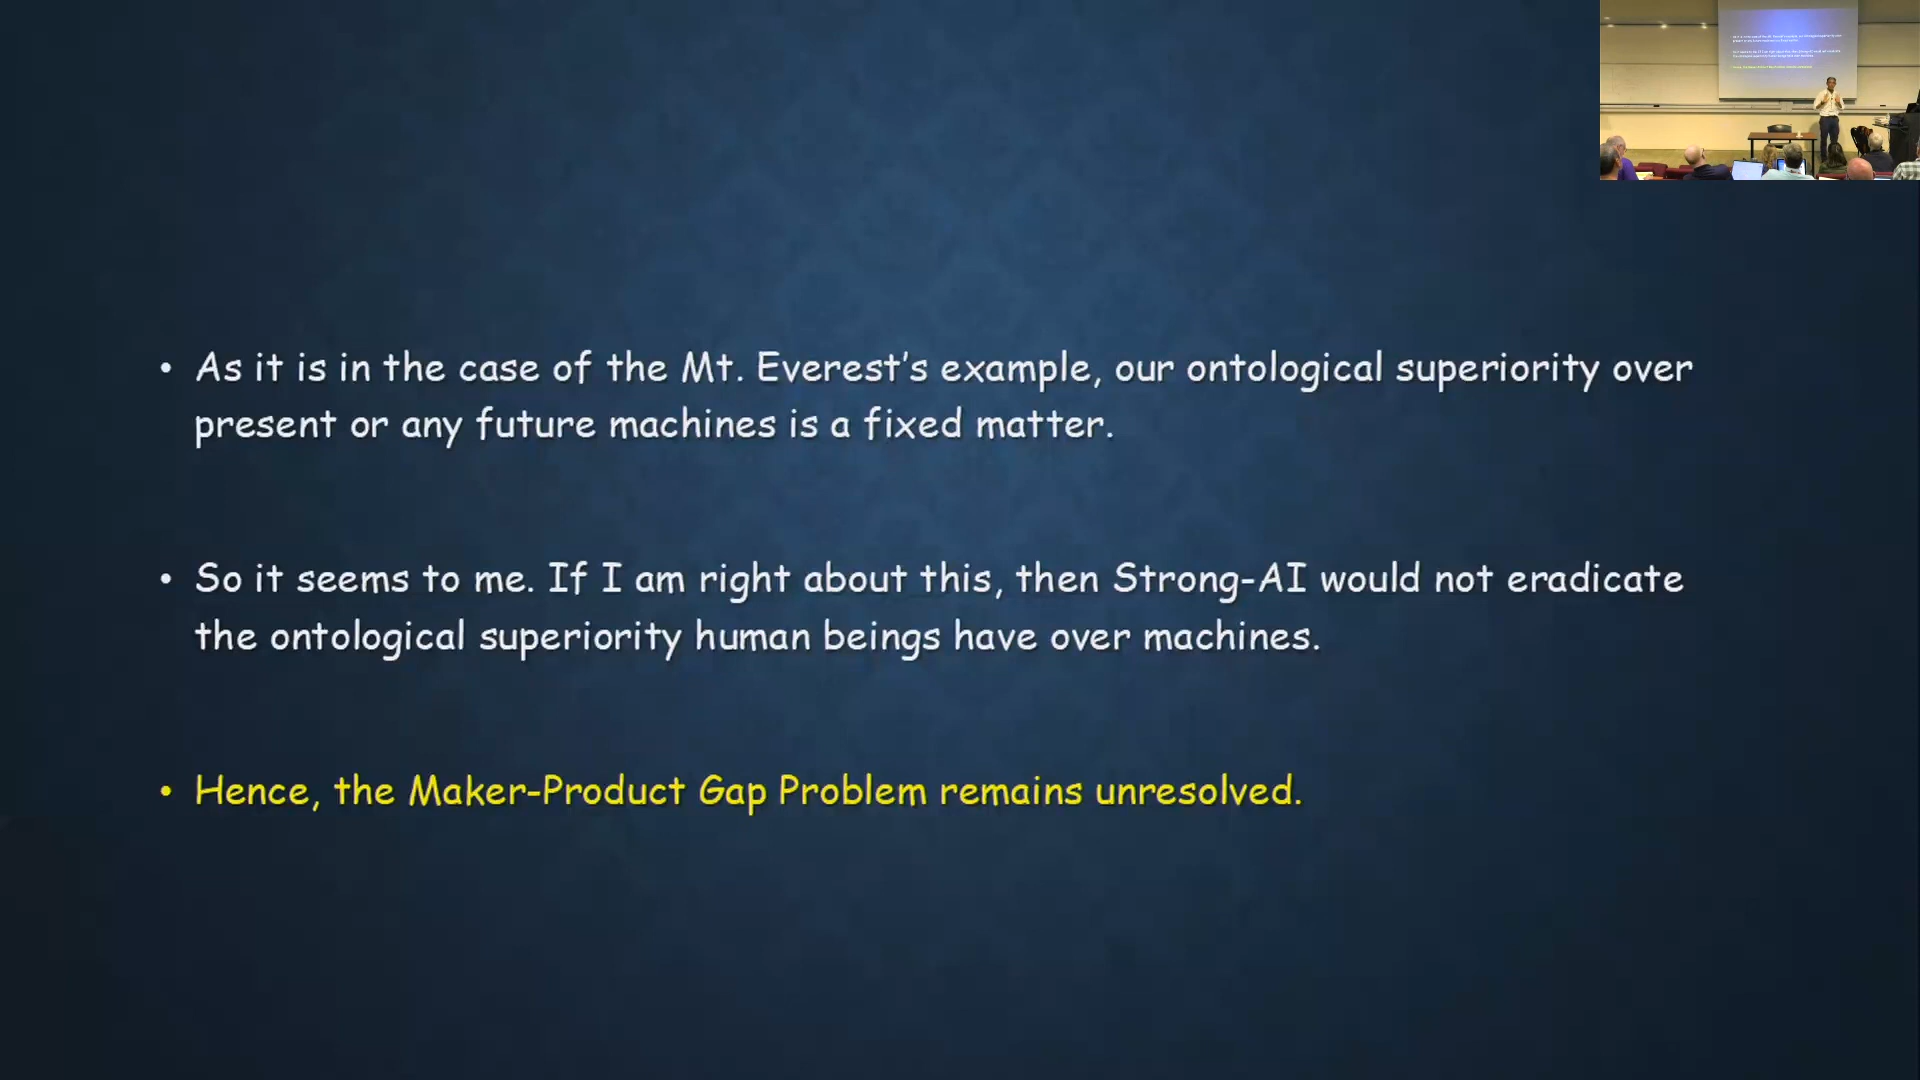 • As it is in the case of the Mt. Everest's example, our ontological superiority over
present or any future machines is a fixed matter.
• So it seems to me. If I am right about this, then Strong-AI would not eradicate
the ontological superiority human beings have over machines.
• Hence, the Maker-Product Gap Problem remains unresolved.